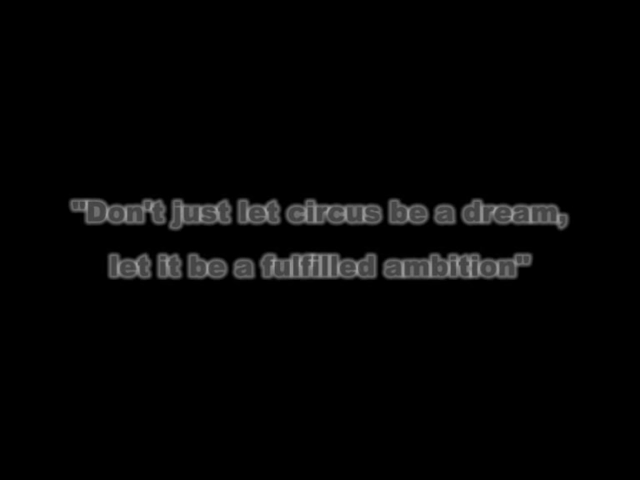 "Don't just let circus be a dream,
let it be a fulfilled ambition"